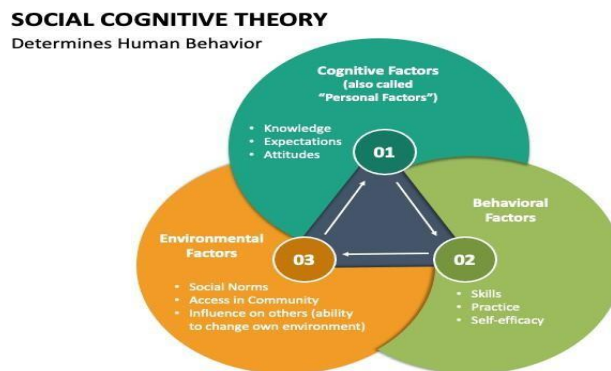 SOCIAL COGNITIVE THEORY
Determines Human Behavior
Cognitive Factors
(also called
“Personal Factors”)
• Knowledge
• Expectations
• Attitudes
01
Behavioral
Factors
02
• Skills
• Practice
• Self-efficacy
Environmental
Factors
03
• Social Norms
• Access in Community
• Influence on others (ability
to change own environment)